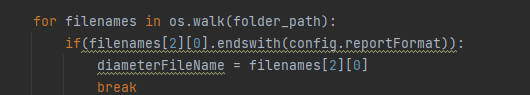 for filenames in os.walk(folder_path):
    if(filenames[2][0].endswith(config.reportFormat)):
        diameterFileName = filenames[2][0]
        break